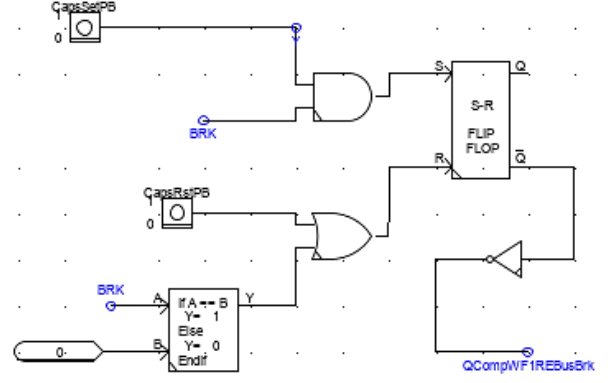 CapsSetPB
1
0
BRK
S
Q
S-R
FLIP
FLOP
R
Q̅
CapsRstPB
1
0
BRK
A
If A == B
Y
Y= 1
Else
B
Y= 0
EndIf
0
QCompWF1REBusBrk